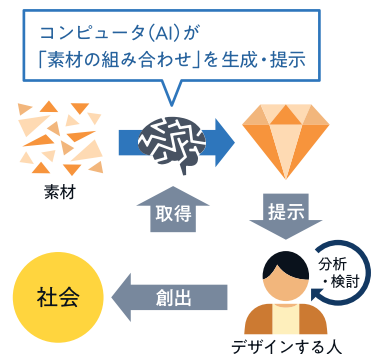 コンピュータ(AI)が
「素材の組み合わせ」を生成・提示
素材
取得
提示
分析
・検討
社会
創出
デザインする人